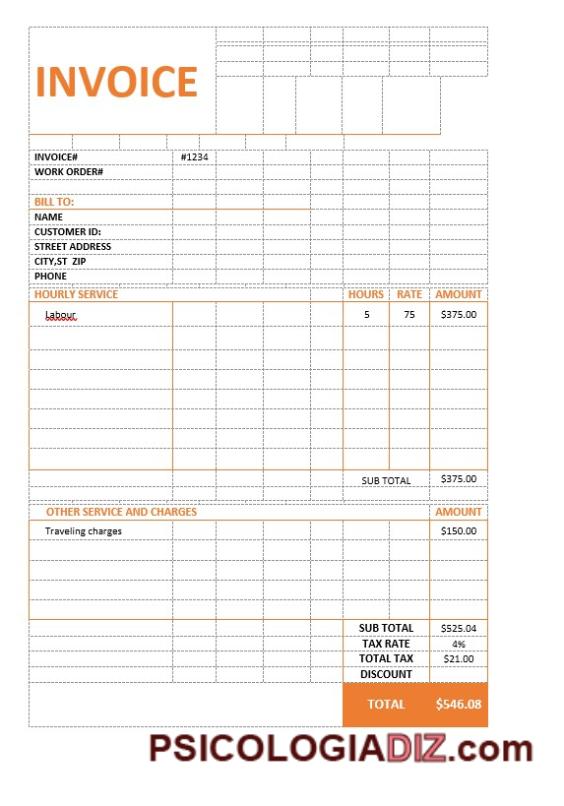 INVOICE
INVOICE# #1234
WORK ORDER#
BILL TO:
NAME
CUSTOMER ID:
STREET ADDRESS
CITY,ST ZIP
PHONE
HOURLY SERVICE HOURS RATE AMOUNT
Labour 5 75 $375.00
SUB TOTAL $375.00
OTHER SERVICE AND CHARGES AMOUNT
Traveling charges $150.00
SUB TOTAL $525.04
TAX RATE 4%
TOTAL TAX $21.00
DISCOUNT
TOTAL $546.08
PSICOLOGIADIZ.com